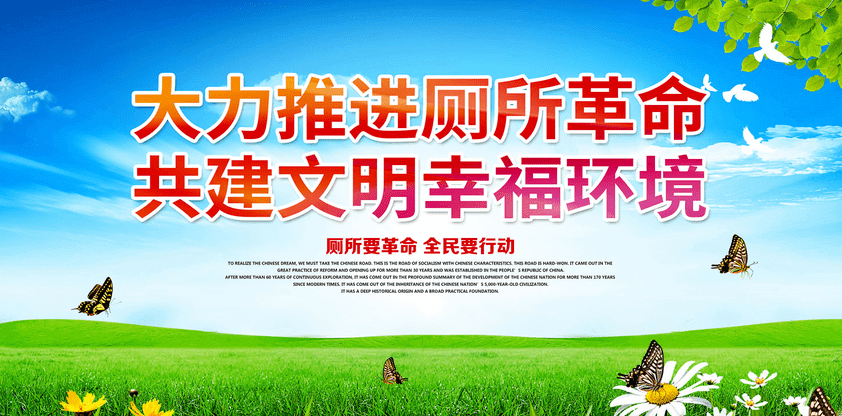 大力推进厕所革命
共建文明幸福环境
厕所要革命 全民要行动
TO REALIZE THE CHINESE DREAM, WE MUST TAKE THE CHINESE ROAD. THIS IS THE ROAD OF SOCIALISM WITH CHINESE CHARACTERISTICS. THIS ROAD IS HARD-WON. IT CAME OUT IN THE
GREAT PRACTICE OF REFORM AND OPENING UP FOR MORE THAN 30 YEARS AND WAS ESTABLISHED IN THE PEOPLE' S REPUBLIC OF CHINA.
AFTER MORE THAN 60 YEARS OF CONTINUOUS EXPLORATION, IT HAS COME OUT IN THE PROFOUND SUMMARY OF THE DEVELOPMENT OF THE CHINESE NATION FOR MORE THAN 170 YEARS
SINCE MODERN TIMES. IT HAS COME OUT OF THE INHERITANCE OF THE CHINESE NATION' S 5,000-YEAR-OLD CIVILIZATION.
IT HAS A DEEP HISTORICAL ORIGIN AND A BROAD PRACTICAL FOUNDATION.